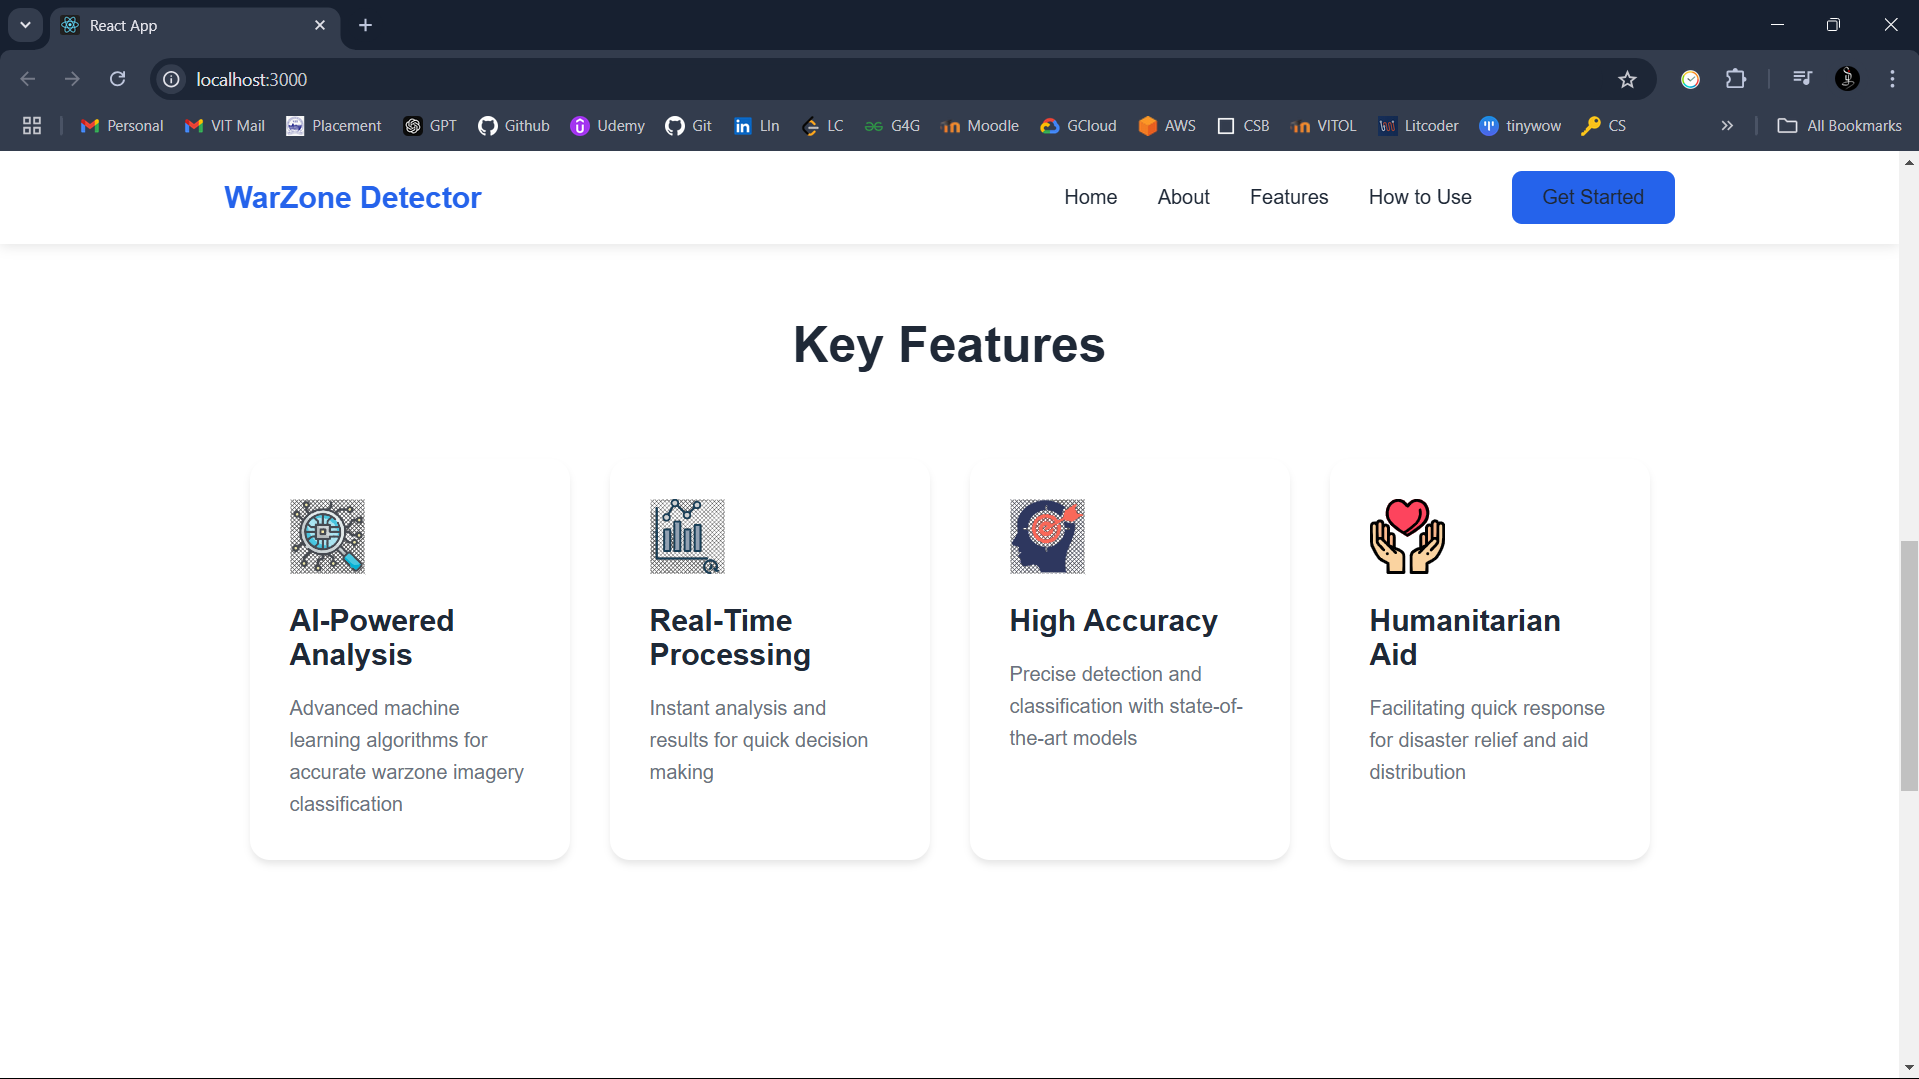 React App
localhost:3000
Personal VIT Mail Placement GPT Github Udemy Git LIn LC G4G Moodle GCloud AWS CSB VITOL Litcoder tinywow CS All Bookmarks
WarZone Detector Home About Features How to Use Get Started
Key Features
AI-Powered
Analysis
Advanced machine
learning algorithms for
accurate warzone imagery
classification
Real-Time
Processing
Instant analysis and
results for quick decision
making
High Accuracy
Precise detection and
classification with state-of-
the-art models
Humanitarian
Aid
Facilitating quick response
for disaster relief and aid
distribution